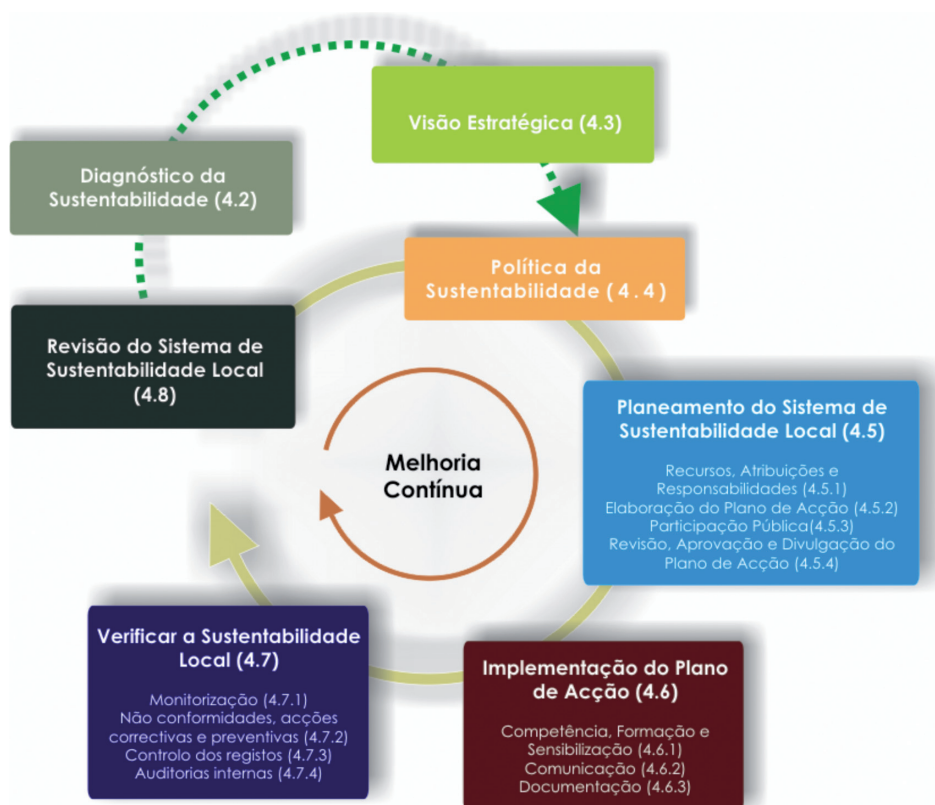 Visão Estratégica (4.3)
Diagnóstico da
Sustentabilidade (4.2)
Política da
Sustentabilidade (4.4)
Revisão do Sistema de
Sustentabilidade Local
(4.8)
Planeamento do Sistema de
Sustentabilidade Local (4.5)
Recursos, Atribuições e
Responsabilidades (4.5.1)
Elaboração do Plano de Acção (4.5.2)
Participação Pública(4.5.3)
Revisão, Aprovação e Divulgação do
Plano de Acção (4.5.4)
Melhoria
Contínua
Verificar a Sustentabilidade
Local (4.7)
Monitorização (4.7.1)
Não conformidades, acções
correctivas e preventivas (4.7.2)
Controlo dos registos (4.7.3)
Auditorias internas (4.7.4)
Implementação do Plano
de Acção (4.6)
Competência, Formação e
Sensibilização (4.6.1)
Comunicação (4.6.2)
Documentação (4.6.3)